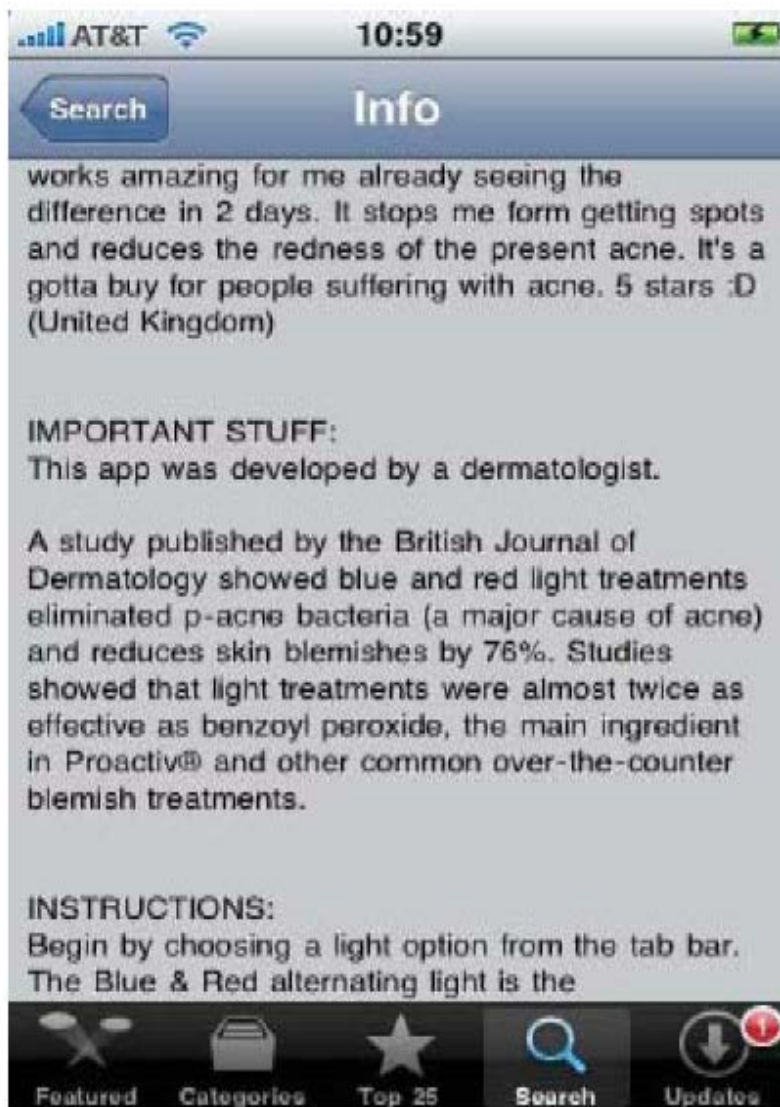 AT&T 10:59
Search Info
works amazing for me already seeing the
difference in 2 days. It stops me form getting spots
and reduces the redness of the present acne. It's a
gotta buy for people suffering with acne. 5 stars :D
(United Kingdom)
IMPORTANT STUFF:
This app was developed by a dermatologist.
A study published by the British Journal of
Dermatology showed blue and red light treatments
eliminated p-acne bacteria (a major cause of acne)
and reduces skin blemishes by 76%. Studies
showed that light treatments were almost twice as
effective as benzoyl peroxide, the main ingredient
in Proactiv® and other common over-the-counter
blemish treatments.
INSTRUCTIONS:
Begin by choosing a light option from the tab bar.
The Blue & Red alternating light is the
1
Featured Categories Top 25 Search Updates